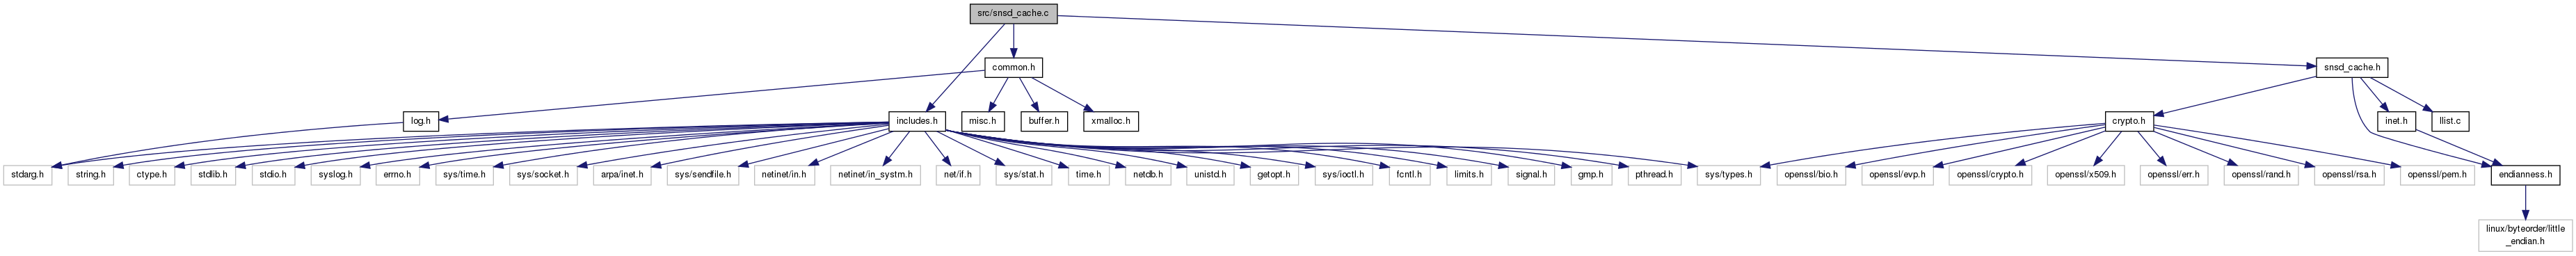 src/snsd_cache.c
common.h
snsd_cache.h
log.h
includes.h
misc.h
buffer.h
xmalloc.h
crypto.h
inet.h
llist.c
stdarg.h
string.h
ctype.h
stdlib.h
stdio.h
syslog.h
errno.h
sys/time.h
sys/socket.h
arpa/inet.h
sys/sendfile.h
netinet/in.h
netinet/in_systm.h
net/if.h
sys/stat.h
time.h
netdb.h
unistd.h
getopt.h
sys/ioctl.h
fcntl.h
limits.h
signal.h
gmp.h
pthread.h
sys/types.h
openssl/bio.h
openssl/evp.h
openssl/crypto.h
openssl/x509.h
openssl/err.h
openssl/rand.h
openssl/rsa.h
openssl/pem.h
endianness.h
linux/byteorder/little
_endian.h